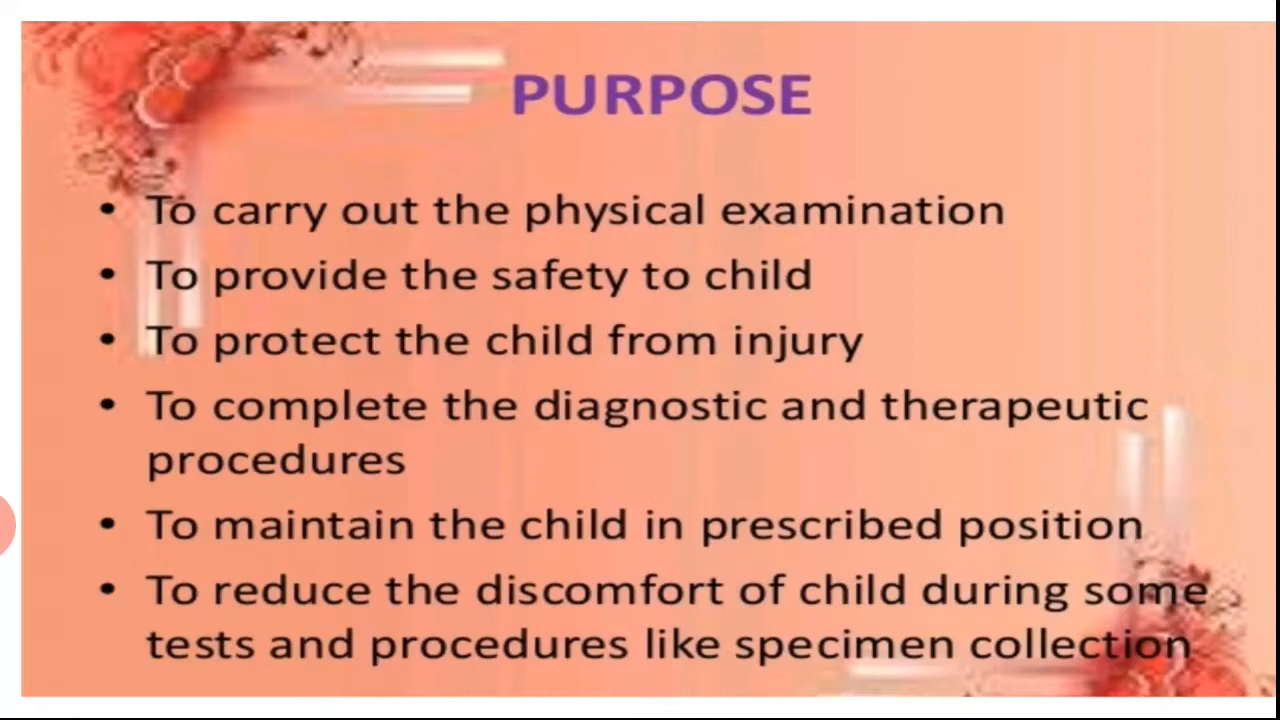 PURPOSE
• To carry out the physical examination
• To provide the safety to child
• To protect the child from injury
• To complete the diagnostic and therapeutic
procedures
• To maintain the child in prescribed position
• To reduce the discomfort of child during some
tests and procedures like specimen collection